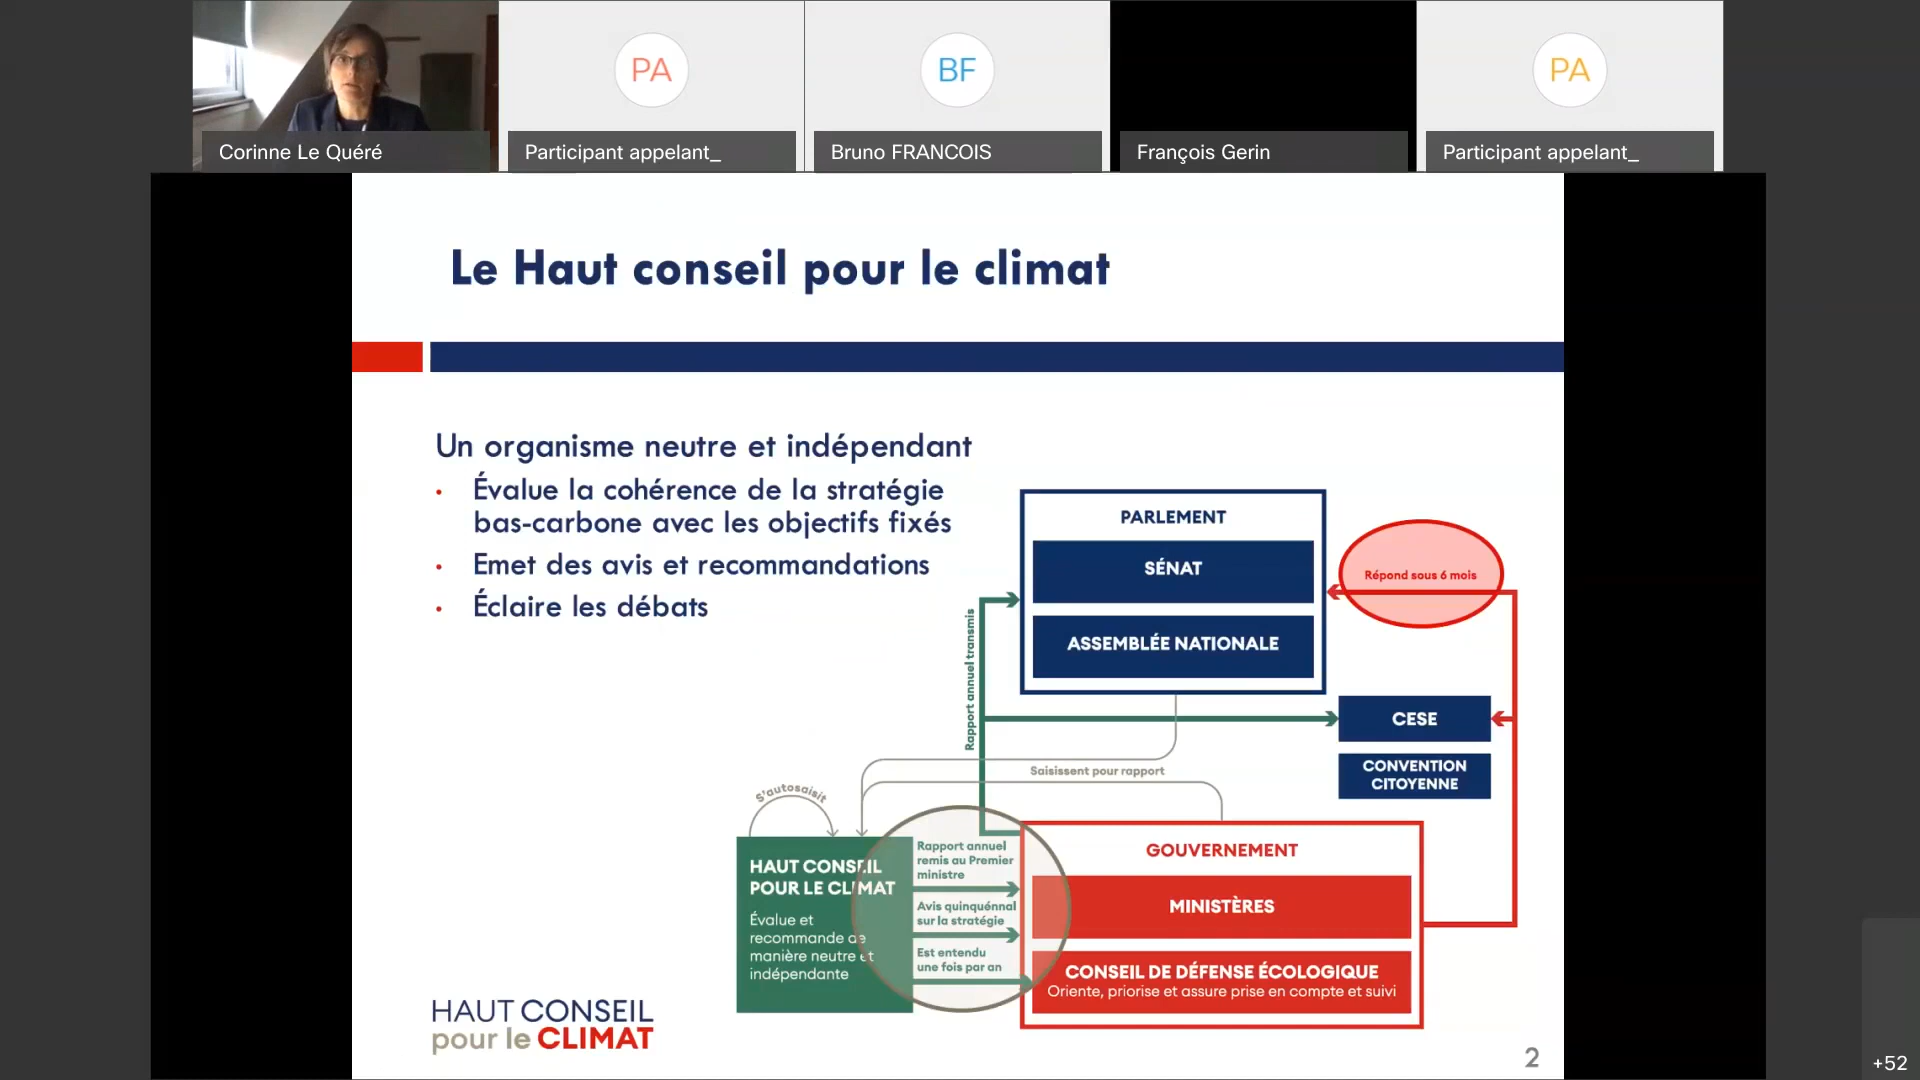 PA
BF
PA
Corinne Le Quéré
Participant appelant_
Bruno FRANCOIS
François Gerin
Participant appelant_
Le Haut conseil pour le climat
Un organisme neutre et indépendant
• Évalue la cohérence de la stratégie
bas-carbone avec les objectifs fixés
• Emet des avis et recommandations
• Éclaire les débats
PARLEMENT
SÉNAT
ASSEMBLÉE NATIONALE
Répond sous 6 mois
Rapport annuel transmis
CESE
CONVENTION
CITOYENNE
Saisissent pour rapport
S'autosaisit
HAUT CONSEIL
POUR LE CLIMAT
Évalue et
recommande de
manière neutre et
indépendante
Rapport annuel
remis au Premier
ministre
Avis quinquénnal
sur la stratégie
Est entendu
une fois par an
GOUVERNEMENT
MINISTÈRES
CONSEIL DE DÉFENSE ÉCOLOGIQUE
Oriente, priorise et assure prise en compte et suivi
HAUT CONSEIL
pour le CLIMAT
2
+52